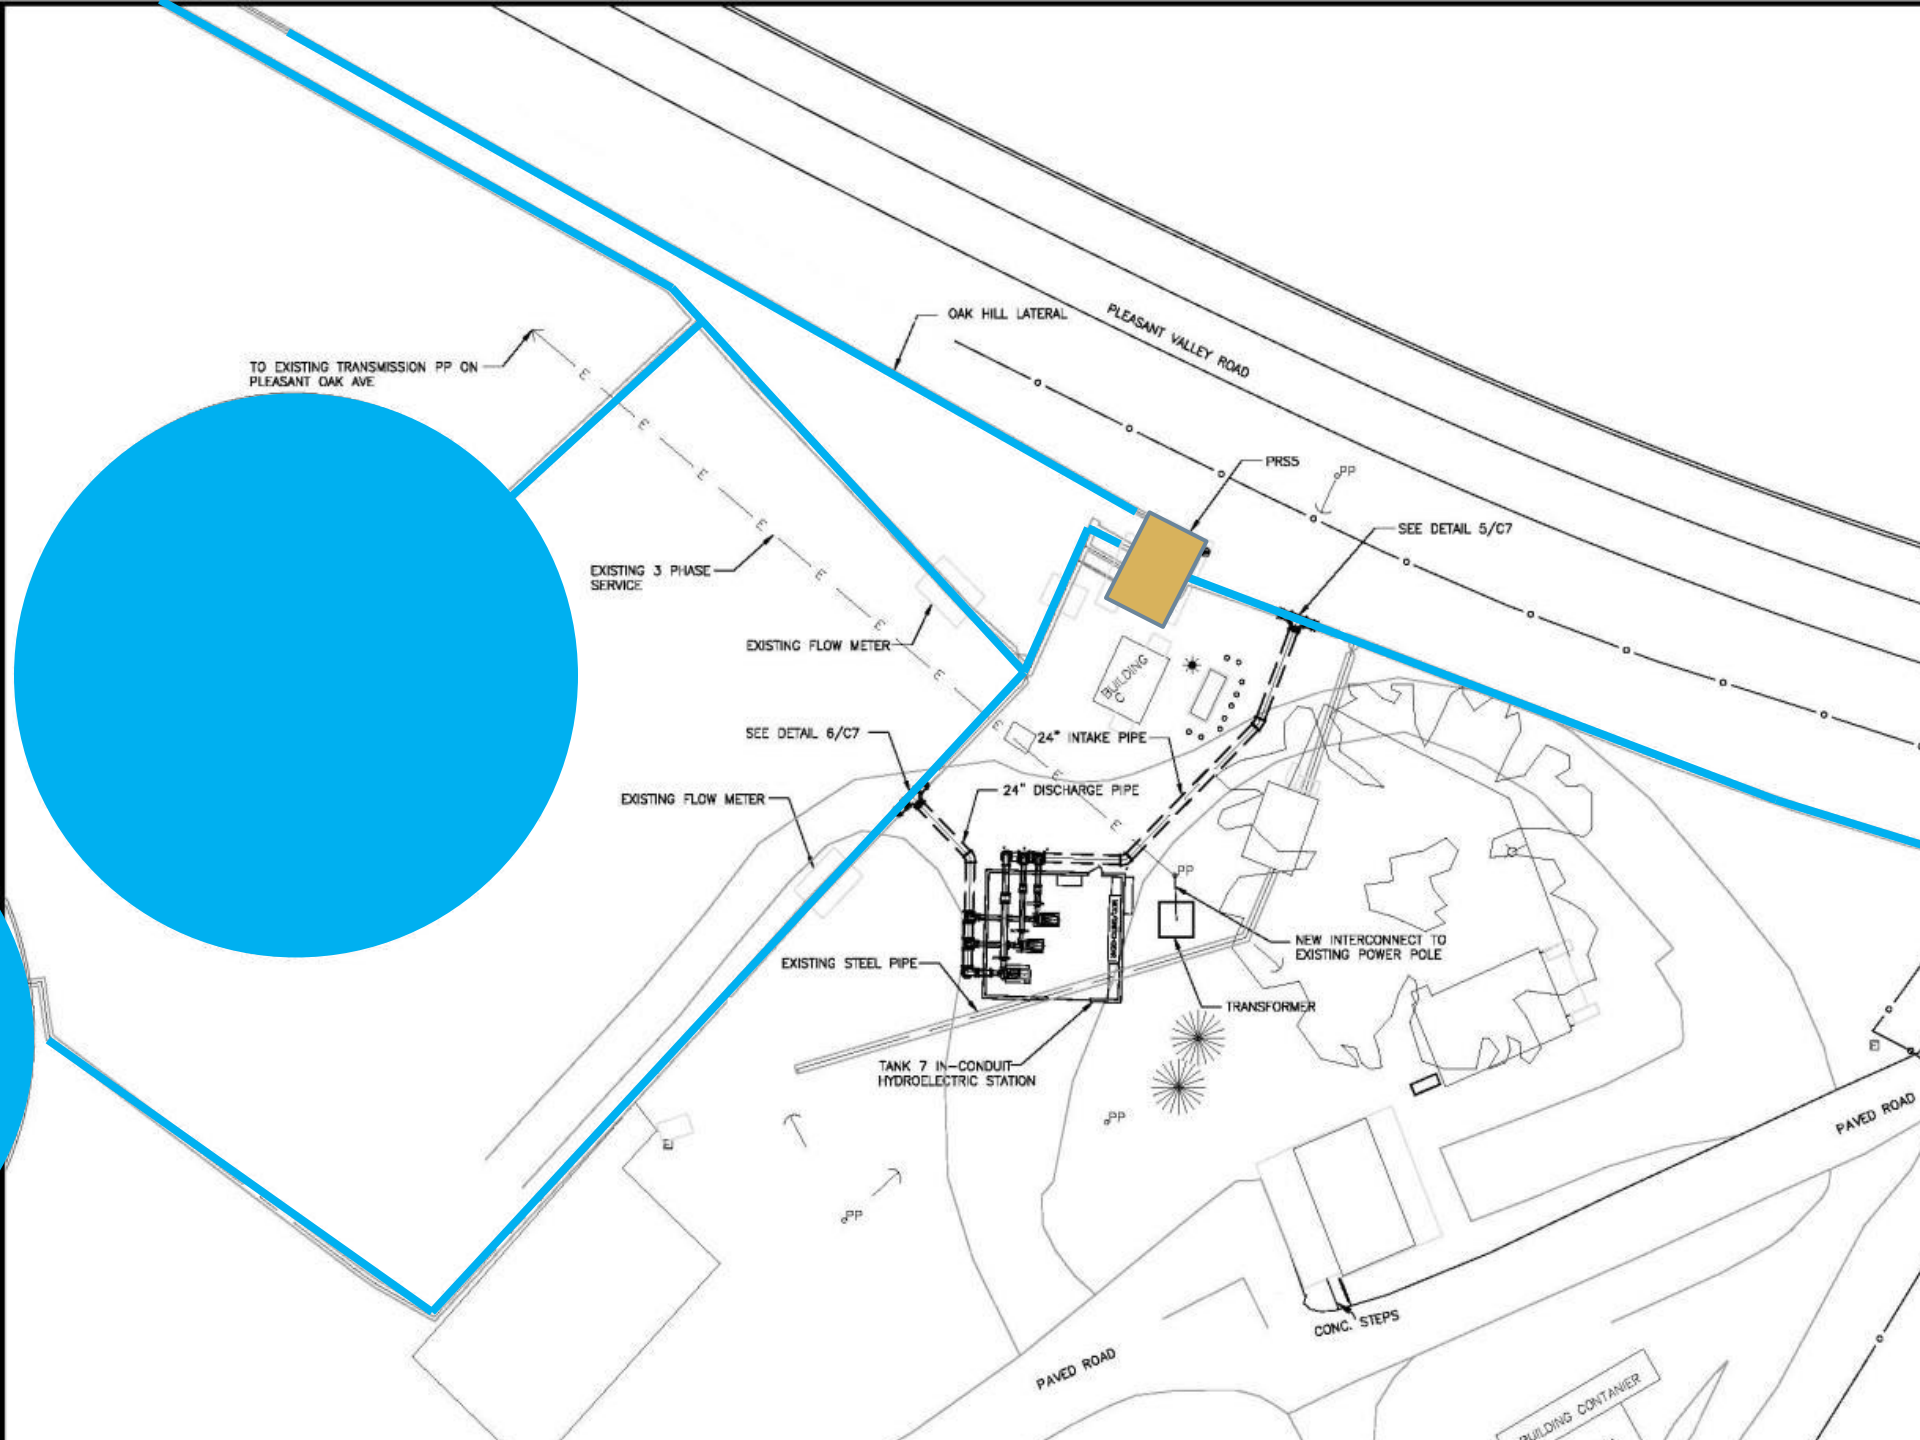 OAK HILL LATERAL
PLEASANT VALLEY ROAD
TO EXISTING TRANSMISSION PP ON
PLEASANT OAK AVE
E
E
E
E
E
E
E
E
E
E
PRS5
PP
SEE DETAIL 5/C7
EXISTING 3 PHASE
SERVICE
EXISTING FLOW METER
BUILDING
C
SEE DETAIL 6/C7
24" INTAKE PIPE
24" DISCHARGE PIPE
EXISTING FLOW METER
PP
EXISTING STEEL PIPE
NEW INTERCONNECT TO
EXISTING POWER POLE
TRANSFORMER
TANK 7 IN-CONDUIT
HYDROELECTRIC STATION
PP
PP
E
E
PAVED ROAD
CONC. STEPS
PAVED ROAD
BUILDING CONTANIER